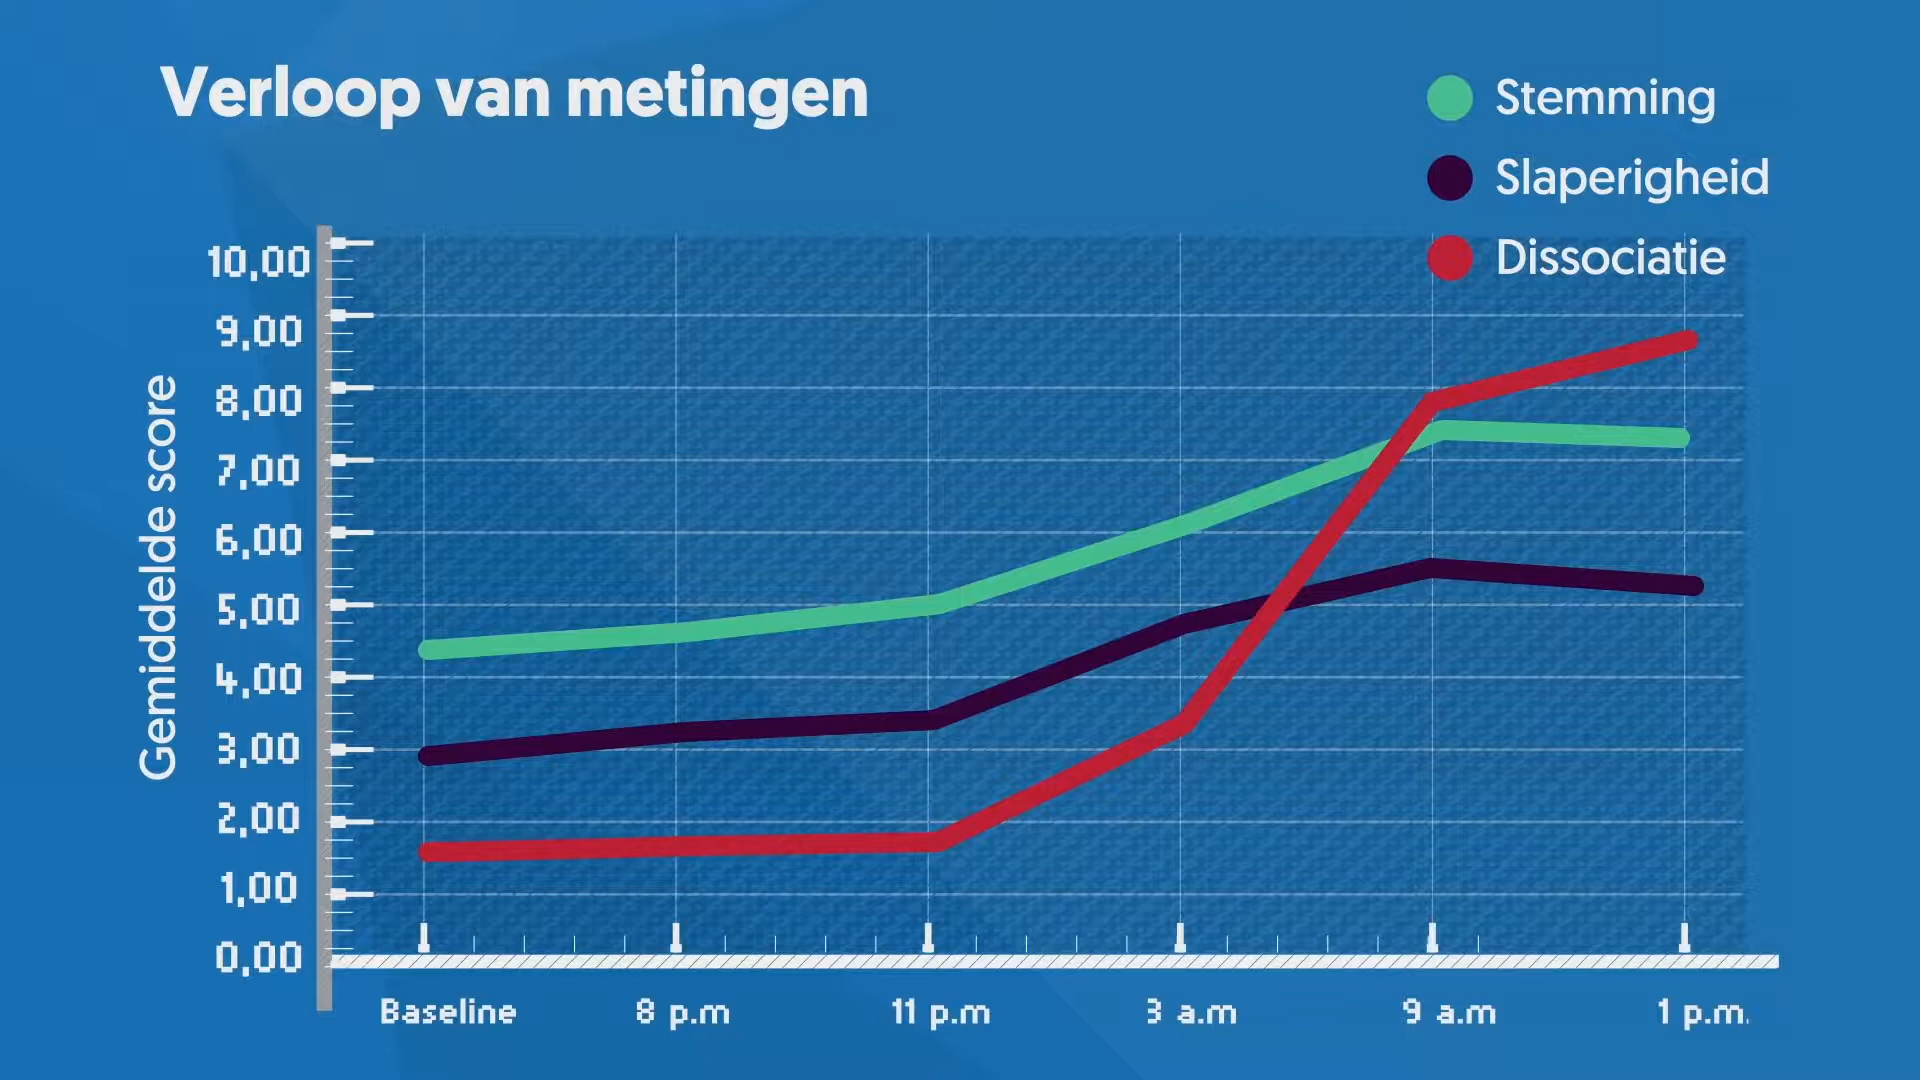 Verloop van metingen
Stemming
Slaperigheid
Dissociatie
Gemiddelde score
10,00
9,00
8,00
7,00
6,00
5,00
4,00
3,00
2,00
1,00
0,00
Baseline 8 p.m 11 p.m 3 a.m 9 a.m 1 p.m.